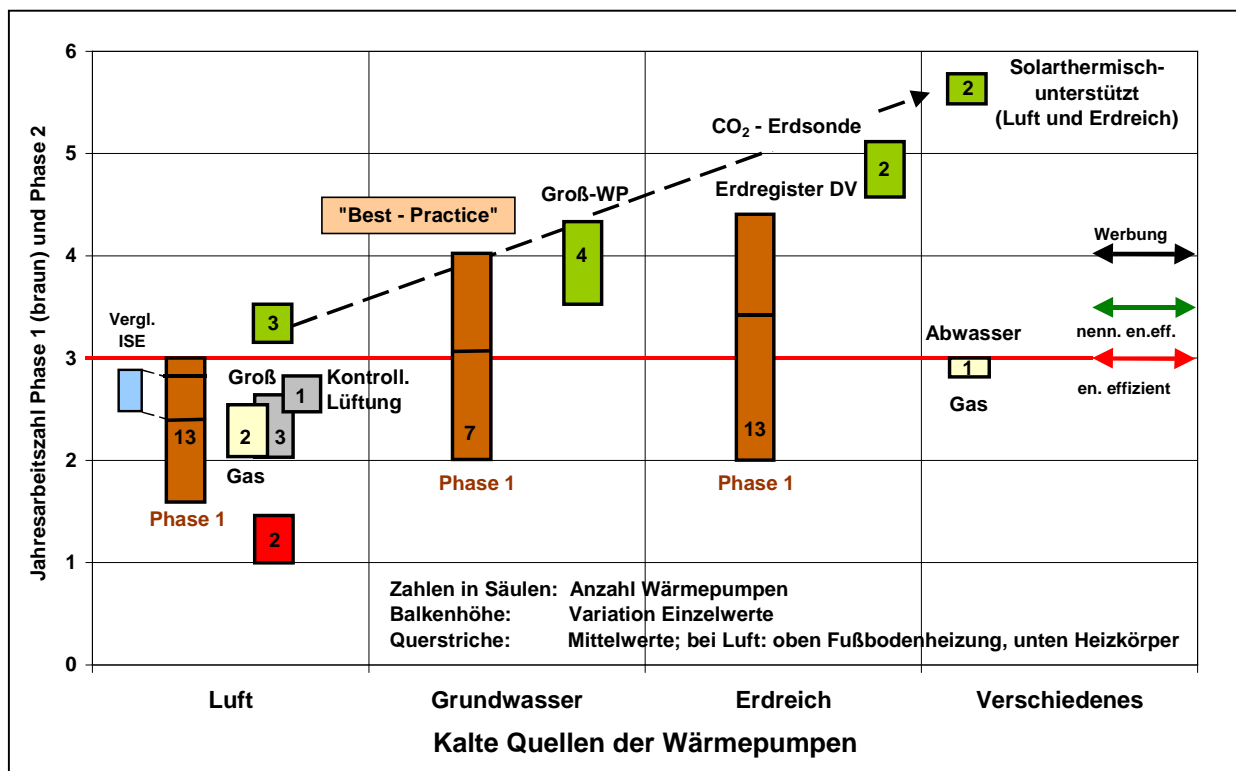 Jahresarbeitszahl Phase 1 (braun) und Phase 2
6
5
4
3
2
1
0
Solarthermisch-
unterstützt
(Luft und Erdreich)
2
CO₂ - Erdsonde
Erdregister DV
2
Groß-WP
4
"Best - Practice"
Werbung
nenn. en.eff.
en. effizient
Vergl.
ISE
3
13
Phase 1
Groß
Kontroll.
Lüftung
1
2
3
Gas
2
7
Phase 1
13
Phase 1
Abwasser
1
Gas
Zahlen in Säulen: Anzahl Wärmepumpen
Balkenhöhe: Variation Einzelwerte
Querstriche: Mittelwerte; bei Luft: oben Fußbodenheizung, unten Heizkörper
Luft
Grundwasser
Erdreich
Verschiedenes
Kalte Quellen der Wärmepumpen